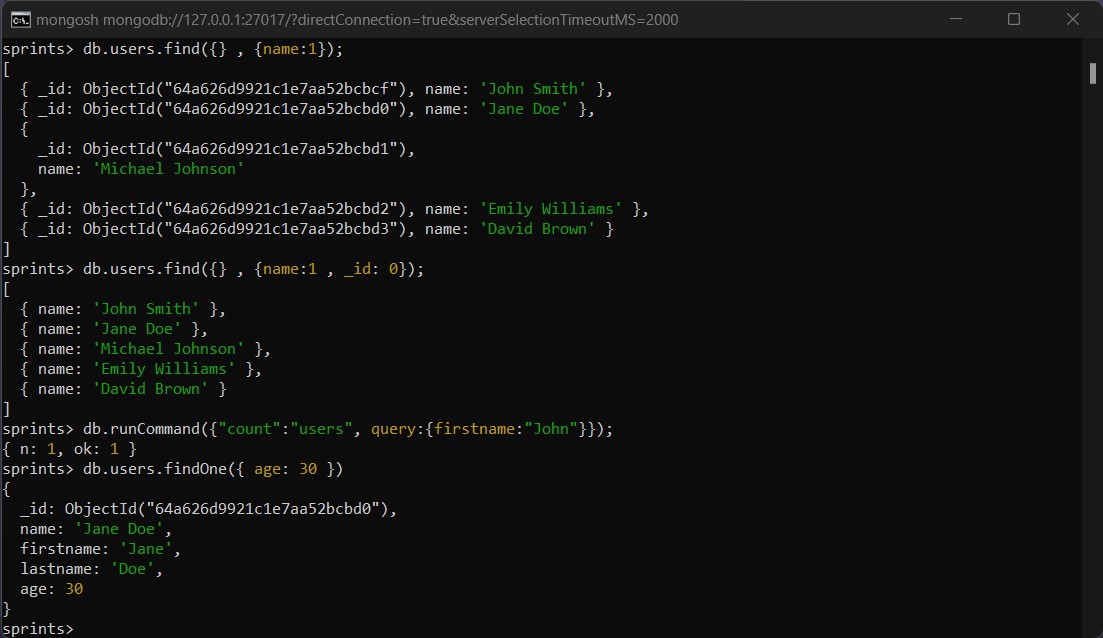 mongosh mongodb://127.0.0.1:27017/?directConnection=true&serverSelectionTimeoutMS=2000
sprints> db.users.find({} , {name:1});
[
  { _id: ObjectId("64a626d9921c1e7aa52bcbcf"), name: 'John Smith' },
  { _id: ObjectId("64a626d9921c1e7aa52bcbd0"), name: 'Jane Doe' },
  {
    _id: ObjectId("64a626d9921c1e7aa52bcbd1"),
    name: 'Michael Johnson'
  },
  { _id: ObjectId("64a626d9921c1e7aa52bcbd2"), name: 'Emily Williams' },
  { _id: ObjectId("64a626d9921c1e7aa52bcbd3"), name: 'David Brown' }
]
sprints> db.users.find({} , {name:1 , _id: 0});
[
  { name: 'John Smith' },
  { name: 'Jane Doe' },
  { name: 'Michael Johnson' },
  { name: 'Emily Williams' },
  { name: 'David Brown' }
]
sprints> db.runCommand({"count":"users", query:{firstname:"John"}});
{ n: 1, ok: 1 }
sprints> db.users.findOne({ age: 30 })
{
  _id: ObjectId("64a626d9921c1e7aa52bcbd0"),
  name: 'Jane Doe',
  firstname: 'Jane',
  lastname: 'Doe',
  age: 30
}
sprints>